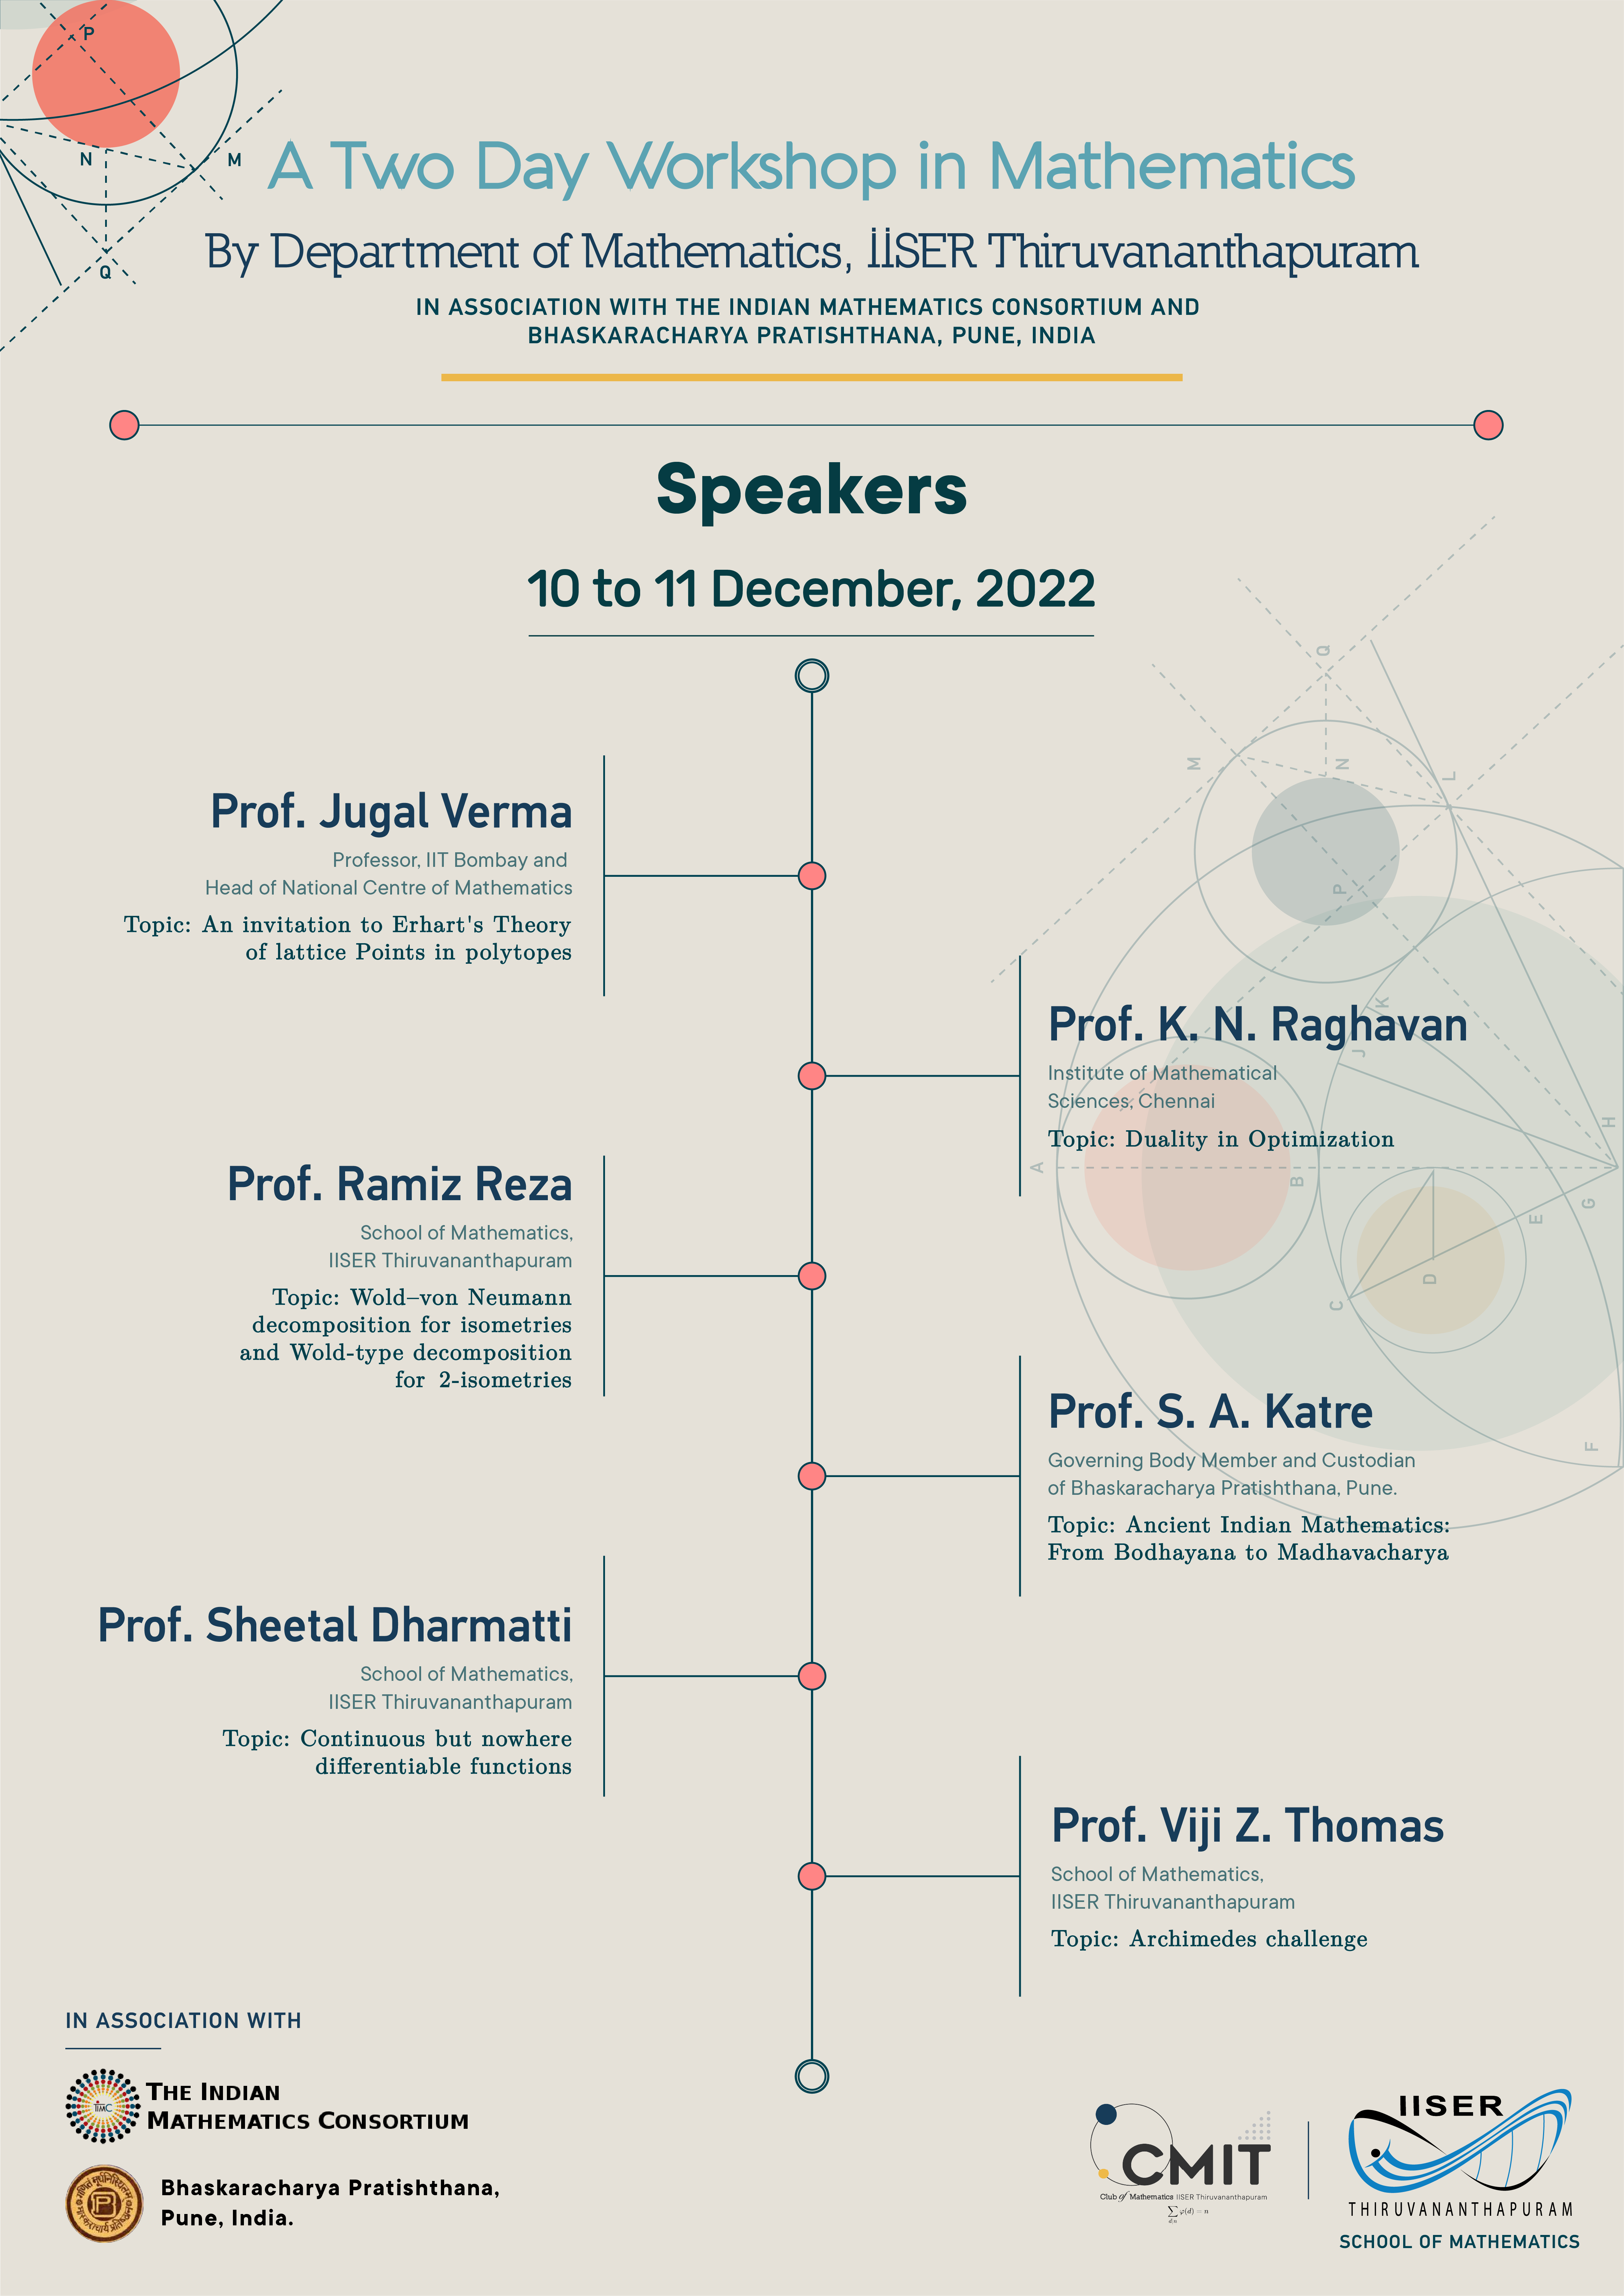 P
N
M
Q
A Two Day Workshop in Mathematics
By Department of Mathematics, IISER Thiruvananthapuram
IN ASSOCIATION WITH THE INDIAN MATHEMATICS CONSORTIUM AND
BHASKARACHARYA PRATISHTHANA, PUNE, INDIA
Speakers
10 to 11 December, 2022
Q
M
N
L
P
K
J
H
A
B
G
E
D
C
F
Prof. Jugal Verma
Professor, IIT Bombay and
Head of National Centre of Mathematics
Topic: An invitation to Erhart's Theory
of lattice Points in polytopes
Prof. K. N. Raghavan
Institute of Mathematical
Sciences, Chennai
Topic: Duality in Optimization
Prof. Ramiz Reza
School of Mathematics,
IISER Thiruvananthapuram
Topic: Wold–von Neumann
decomposition for isometries
and Wold-type decomposition
for 2-isometries
Prof. S. A. Katre
Governing Body Member and Custodian
of Bhaskaracharya Pratishthana, Pune.
Topic: Ancient Indian Mathematics:
From Bodhayana to Madhavacharya
Prof. Sheetal Dharmatti
School of Mathematics,
IISER Thiruvananthapuram
Topic: Continuous but nowhere
differentiable functions
Prof. Viji Z. Thomas
School of Mathematics,
IISER Thiruvananthapuram
Topic: Archimedes challenge
IN ASSOCIATION WITH
TIMC
THE INDIAN
MATHEMATICS CONSORTIUM
Bhaskaracharya Pratishthana,
Pune, India.
CMIT
Club of Mathematics IISER Thiruvananthapuram
∑ φ(d) = n
d|n
IISER
THIRUVANANTHAPURAM
SCHOOL OF MATHEMATICS